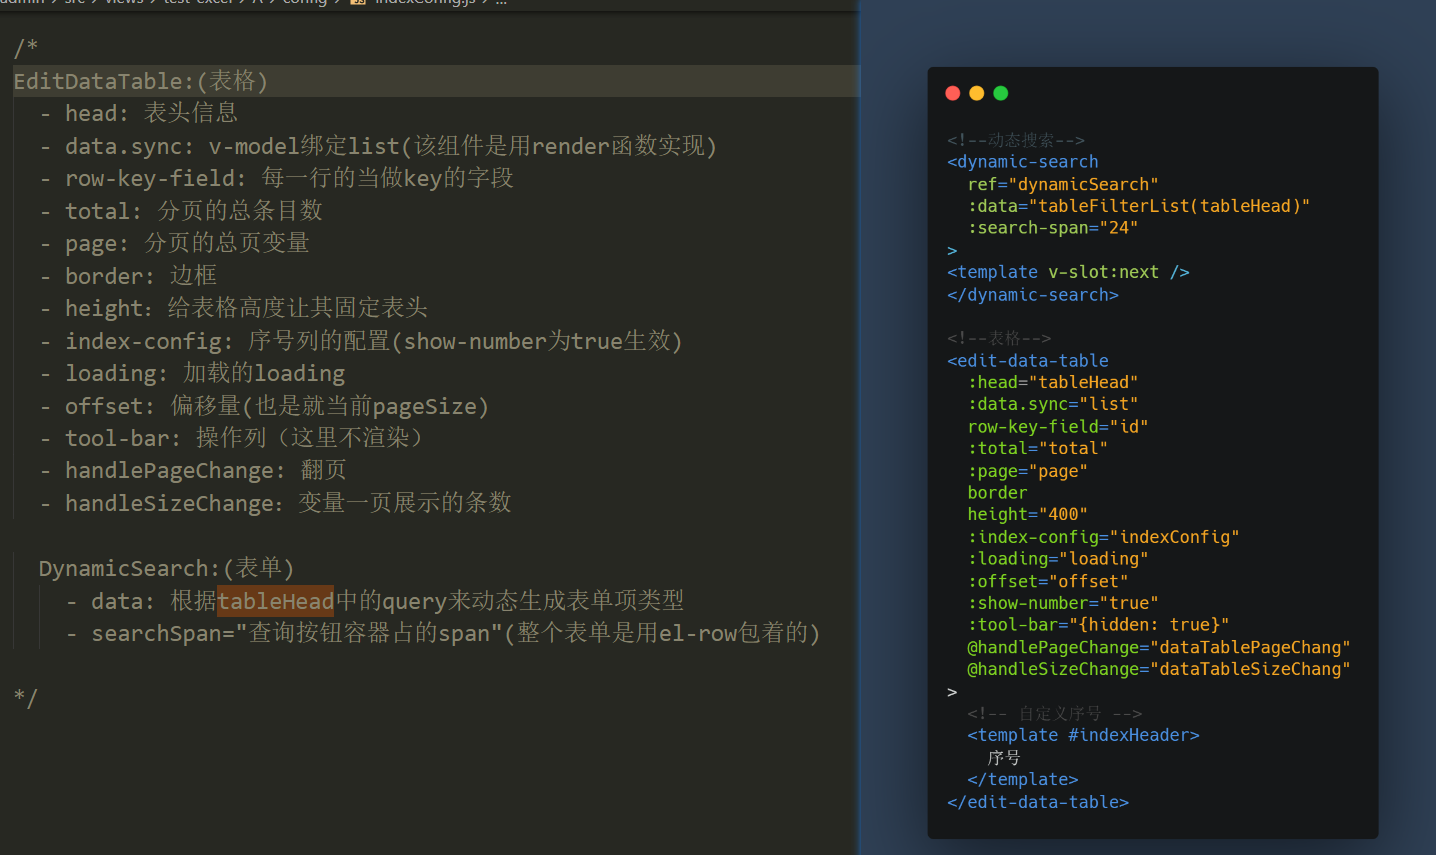 /*
EditDataTable:(表格)
- head: 表头信息
- data.sync: v-model绑定list(该组件是用render函数实现)
- row-key-field: 每一行的当做key的字段
- total: 分页的总条目数
- page: 分页的总页变量
- border: 边框
- height: 给表格高度让其固定表头
- index-config: 序号列的配置(show-number为true生效)
- loading: 加载的loading
- offset: 偏移量(也是就当前pageSize)
- tool-bar: 操作列（这里不渲染）
- handlePageChange: 翻页
- handleSizeChange: 变量一页展示的条数
DynamicSearch:(表单)
- data: 根据tableHead中的query来动态生成表单项类型
- searchSpan="查询按钮容器占的span"(整个表单是用el-row包着的)
*/
<!--动态搜索-->
<dynamic-search
ref="dynamicSearch"
:data="tableFilterList(tableHead)"
:search-span="24"
>
<template v-slot:next />
</dynamic-search>
<!--表格-->
<edit-data-table
:head="tableHead"
:data.sync="list"
row-key-field="id"
:total="total"
:page="page"
border
height="400"
:index-config="indexConfig"
:loading="loading"
:offset="offset"
:show-number="true"
:tool-bar="{hidden: true}"
@handlePageChange="dataTablePageChang"
@handleSizeChange="dataTableSizeChang"
>
<!-- 自定义序号 -->
<template #indexHeader>
序号
</template>
</edit-data-table>